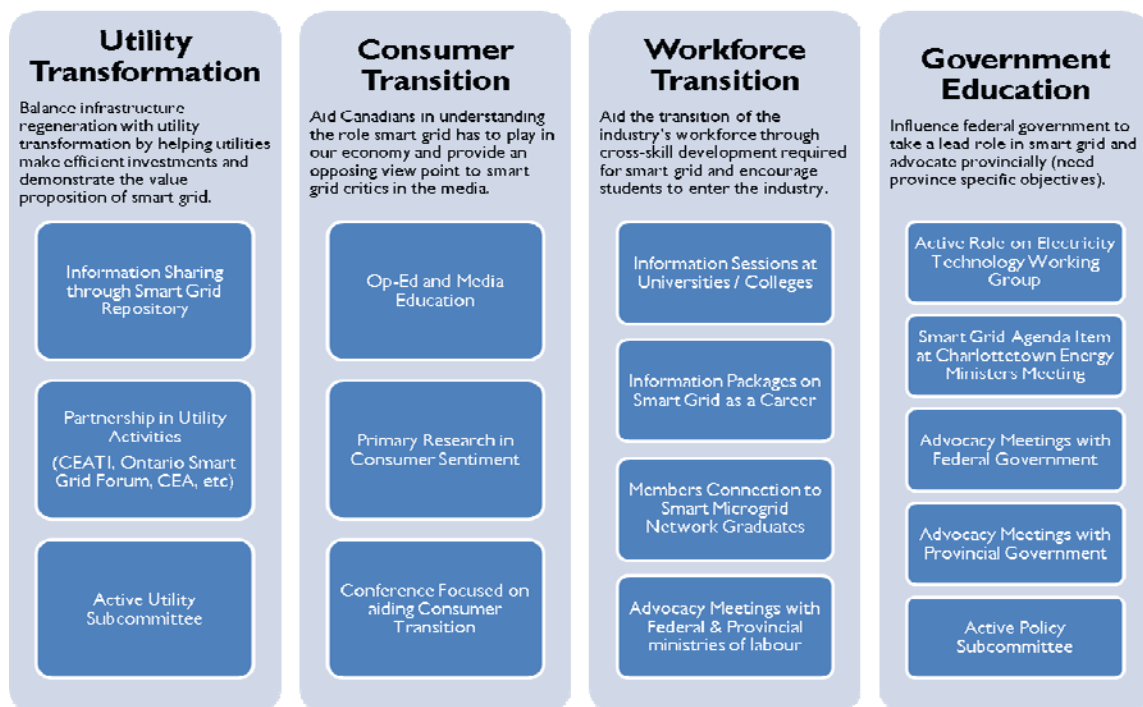 Utility
Transformation
Balance infrastructure
regeneration with utility
transformation by helping utilities
make efficient investments and
demonstrate the value
proposition of smart grid.
Information Sharing
through Smart Grid
Repository
Partnership in Utility
Activities
(CEATI, Ontario Smart
Grid Forum, CEA, etc)
Active Utility
Subcommittee
Consumer
Transition
Aid Canadians in understanding
the role smart grid has to play in
our economy and provide an
opposing view point to smart
grid critics in the media.
Op-Ed and Media
Education
Primary Research in
Consumer Sentiment
Conference Focused on
aiding Consumer
Transition
Workforce
Transition
Aid the transition of the
industry's workforce through
cross-skill development required
for smart grid and encourage
students to enter the industry.
Information Sessions at
Universities / Colleges
Information Packages on
Smart Grid as a Career
Members Connection to
Smart Microgrid
Network Graduates
Advocacy Meetings with
Federal & Provincial
ministries of labour
Government
Education
Influence federal government to
take a lead role in smart grid and
advocate provincially (need
province specific objectives).
Active Role on Electricity
Technology Working
Group
Smart Grid Agenda Item
at Charlottetown Energy
Ministers Meeting
Advocacy Meetings with
Federal Government
Advocacy Meetings with
Provincial Government
Active Policy
Subcommittee